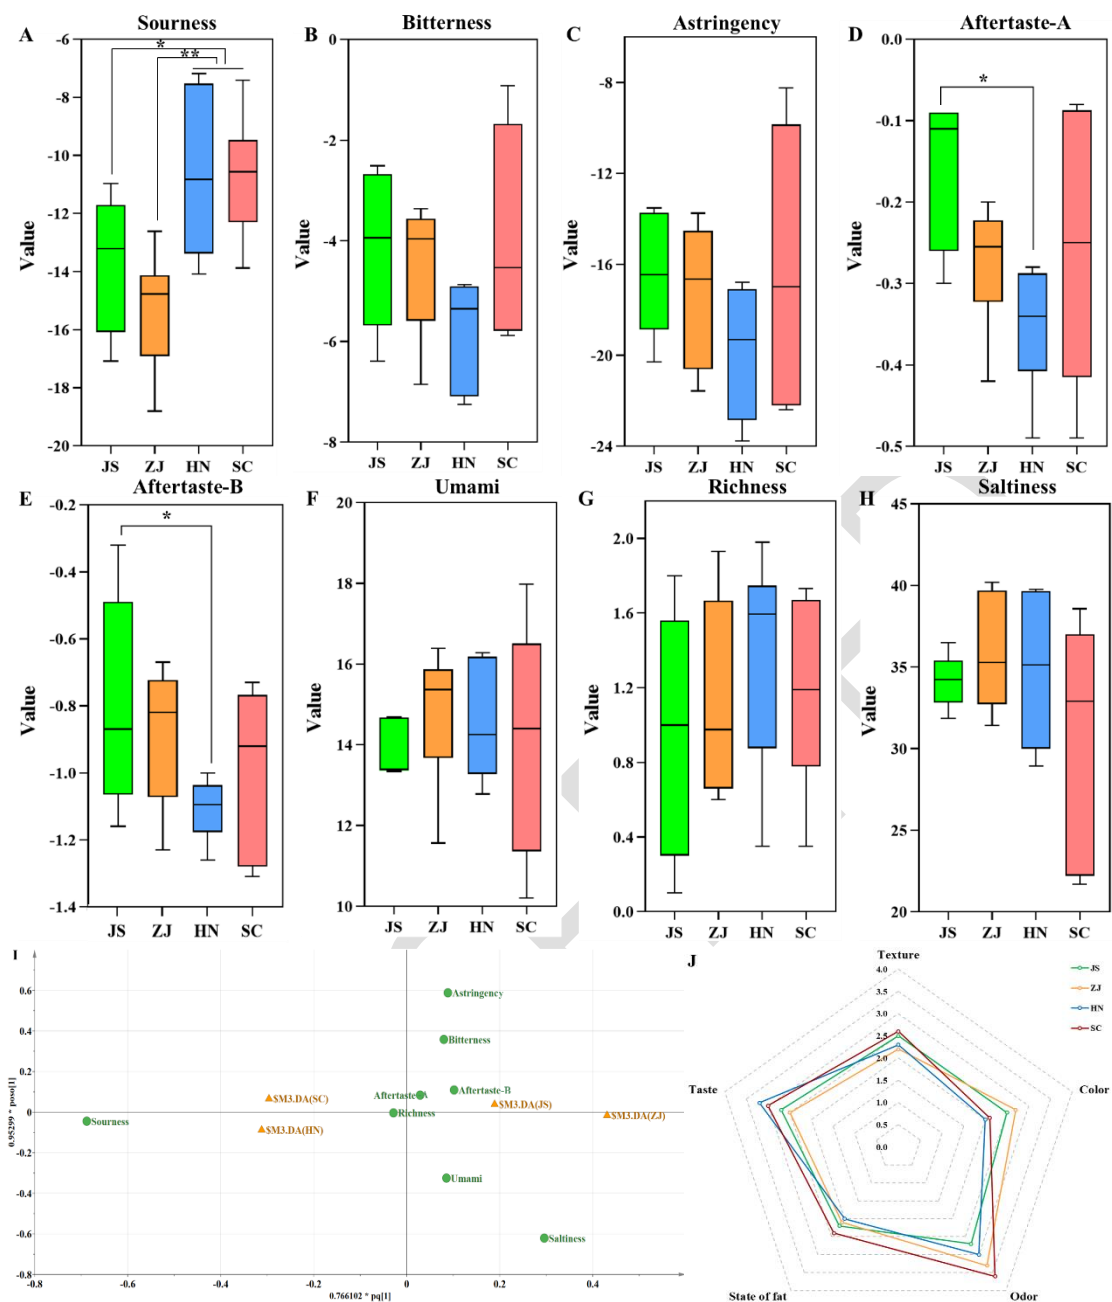 A Sourness
B Bitterness
C Astringency
D Aftertaste-A
Value
-6
-8
-10
-12
-14
-16
-18
-20
* **
JS ZJ HN SC
Value
0
-2
-4
-6
-8
JS ZJ HN SC
Value
-8
-12
-16
-20
-24
JS ZJ HN SC
Value
0.0
-0.1
-0.2
-0.3
-0.4
-0.5
*
JS ZJ HN SC
E Aftertaste-B
F Umami
G Richness
H Saltiness
Value
-0.2
-0.4
-0.6
-0.8
-1.0
-1.2
-1.4
*
JS ZJ HN SC
Value
20
18
16
14
12
10
JS ZJ HN SC
Value
2.0
1.6
1.2
0.8
0.4
0.0
JS ZJ HN SC
Value
45
40
35
30
25
20
JS ZJ HN SC
I
0.95299 * poso[1]
0.6
0.4
0.2
0
-0.2
-0.4
-0.6
-0.8
Astringency
Bitterness
Aftertaste-A
Aftertaste-B
Richness
$M3.DA(SC)
$M3.DA(JS)
$M3.DA(ZJ)
Sourness
$M3.DA(HN)
Umami
Saltiness
-0.8 -0.6 -0.4 -0.2 0 0.2 0.4
0.766102 * pq[1]
J
Texture
JS
ZJ
HN
SC
4.0
3.5
3.0
2.5
2.0
1.5
1.0
0.5
0.0
Taste
Color
State of fat
Odor